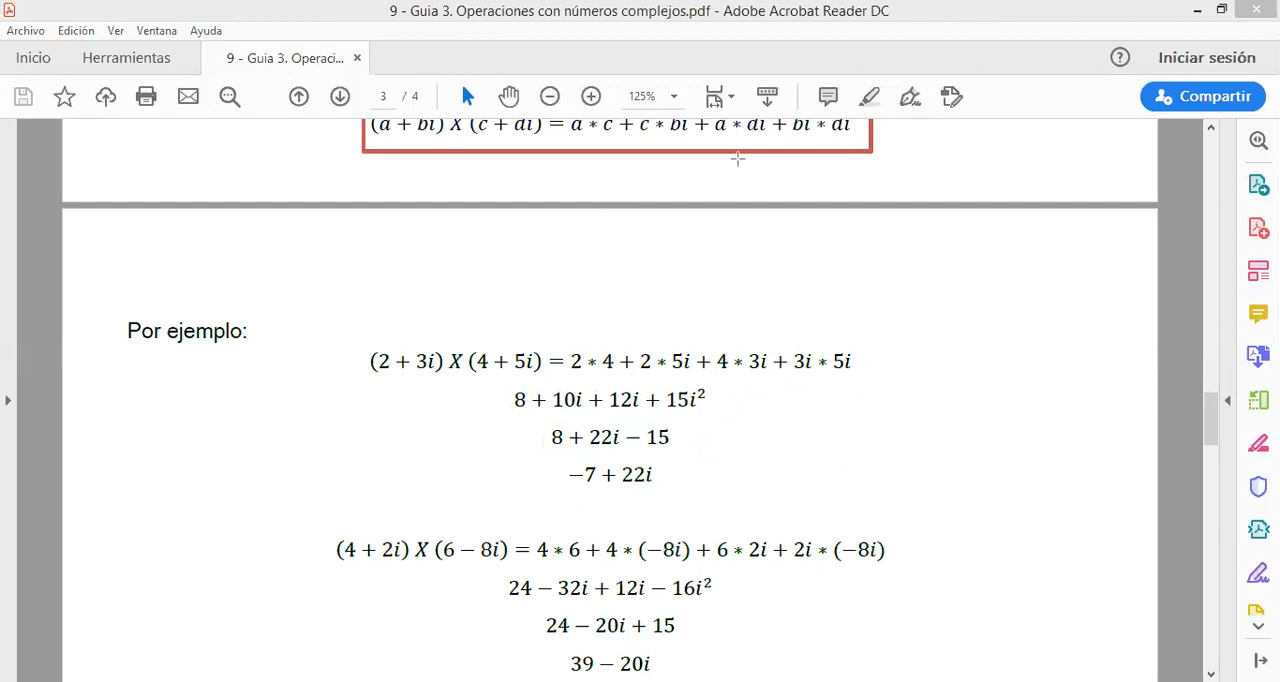 9 - Guia 3. Operaciones con números complejos.pdf - Adobe Acrobat Reader DC
Archivo Edición Ver Ventana Ayuda
Inicio Herramientas 9 - Guia 3. Operaci... × Iniciar sesión
3 / 4 125% Compartir
(a + bi) X (c + di) = a * c + c * bi + a * di + bi * di
Por ejemplo:
(2 + 3i) X (4 + 5i) = 2 * 4 + 2 * 5i + 4 * 3i + 3i * 5i
8 + 10i + 12i + 15i²
8 + 22i − 15
−7 + 22i
(4 + 2i) X (6 − 8i) = 4 * 6 + 4 * (−8i) + 6 * 2i + 2i * (−8i)
24 − 32i + 12i − 16i²
24 − 20i + 15
39 − 20i